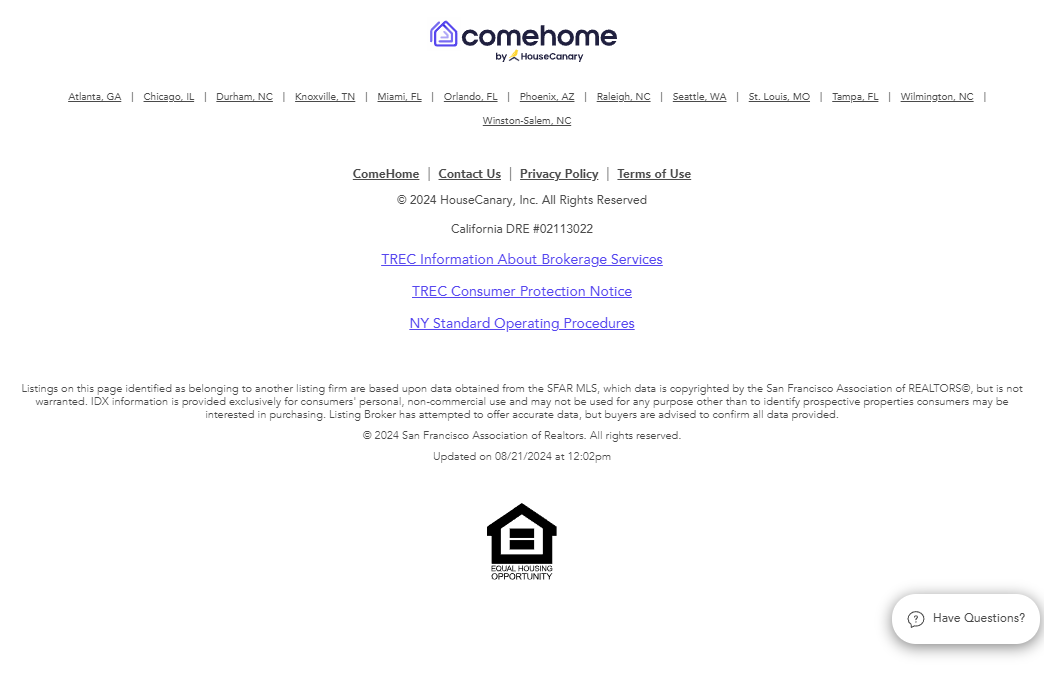 comehome
by HouseCanary
Atlanta, GA | Chicago, IL | Durham, NC | Knoxville, TN | Miami, FL | Orlando, FL | Phoenix, AZ | Raleigh, NC | Seattle, WA | St. Louis, MO | Tampa, FL | Wilmington, NC |
Winston-Salem, NC
ComeHome | Contact Us | Privacy Policy | Terms of Use
© 2024 HouseCanary, Inc. All Rights Reserved
California DRE #02113022
TREC Information About Brokerage Services
TREC Consumer Protection Notice
NY Standard Operating Procedures
Listings on this page identified as belonging to another listing firm are based upon data obtained from the SFAR MLS, which data is copyrighted by the San Francisco Association of REALTORS©, but is not
warranted. IDX information is provided exclusively for consumers' personal, non-commercial use and may not be used for any purpose other than to identify prospective properties consumers may be
interested in purchasing. Listing Broker has attempted to offer accurate data, but buyers are advised to confirm all data provided.
© 2024 San Francisco Association of Realtors. All rights reserved.
Updated on 08/21/2024 at 12:02pm
EQUAL HOUSING
OPPORTUNITY
Have Questions?